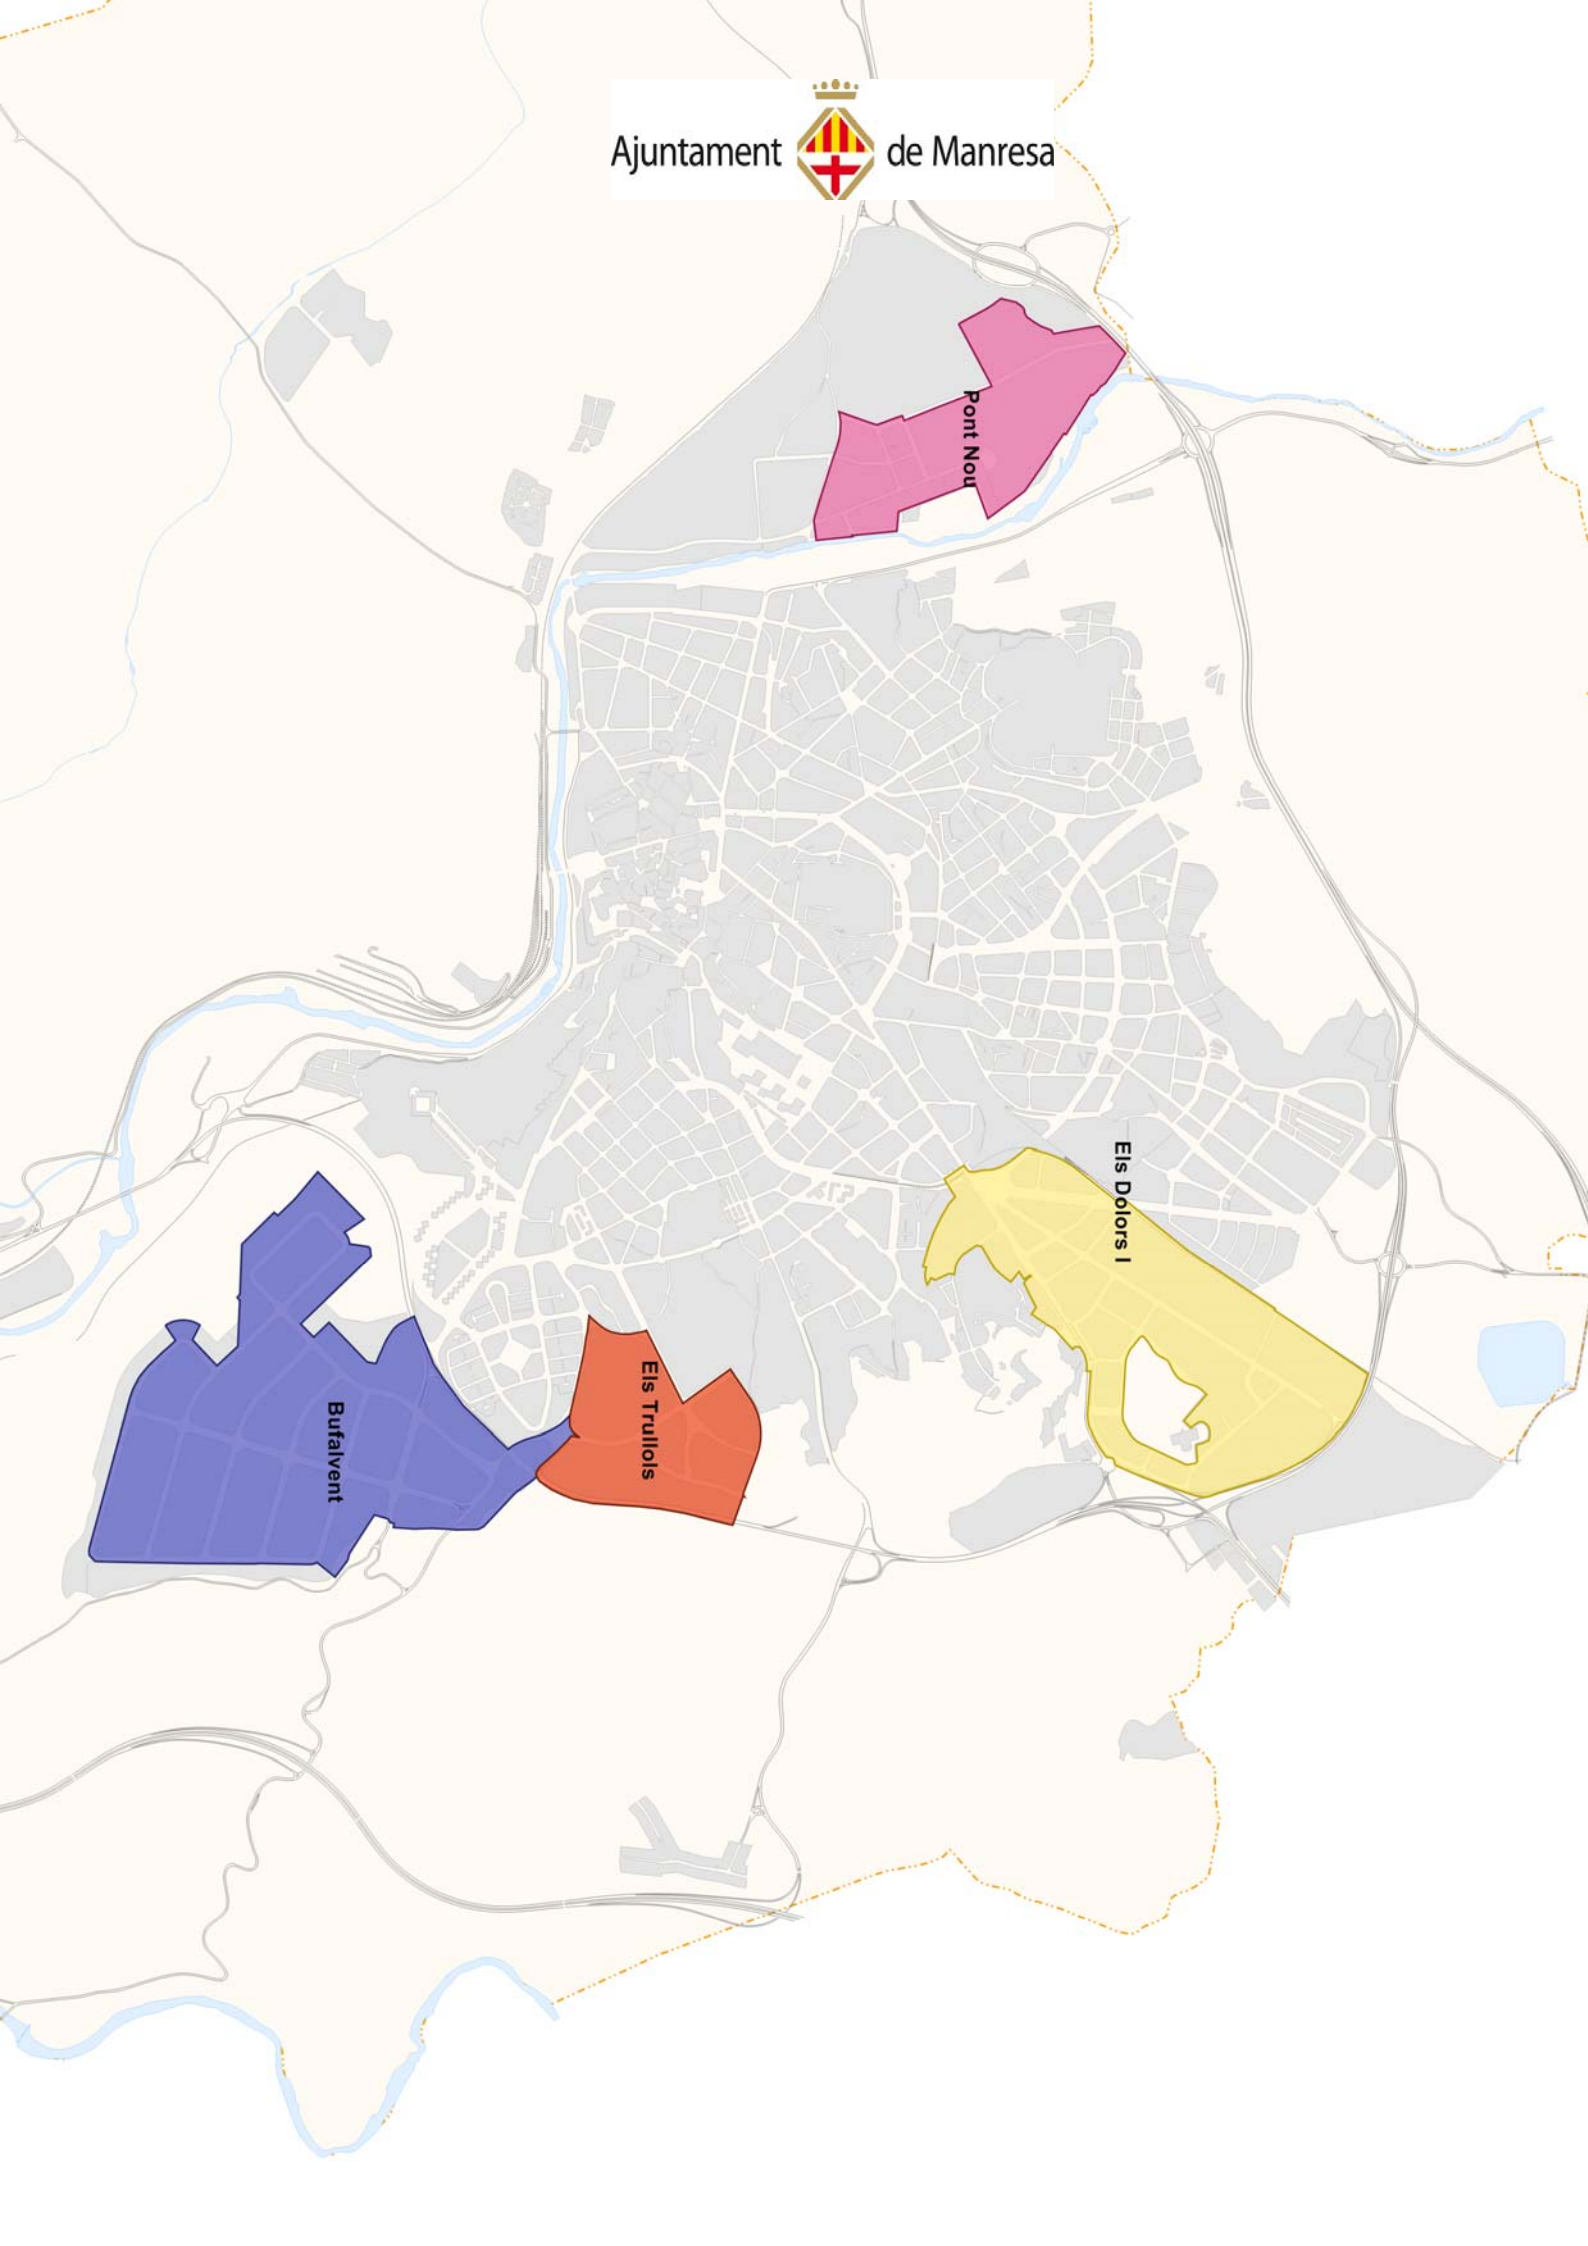 Ajuntament de Manresa
Pont Nou
Els Dolors I
Els Trullols
Bufalvent